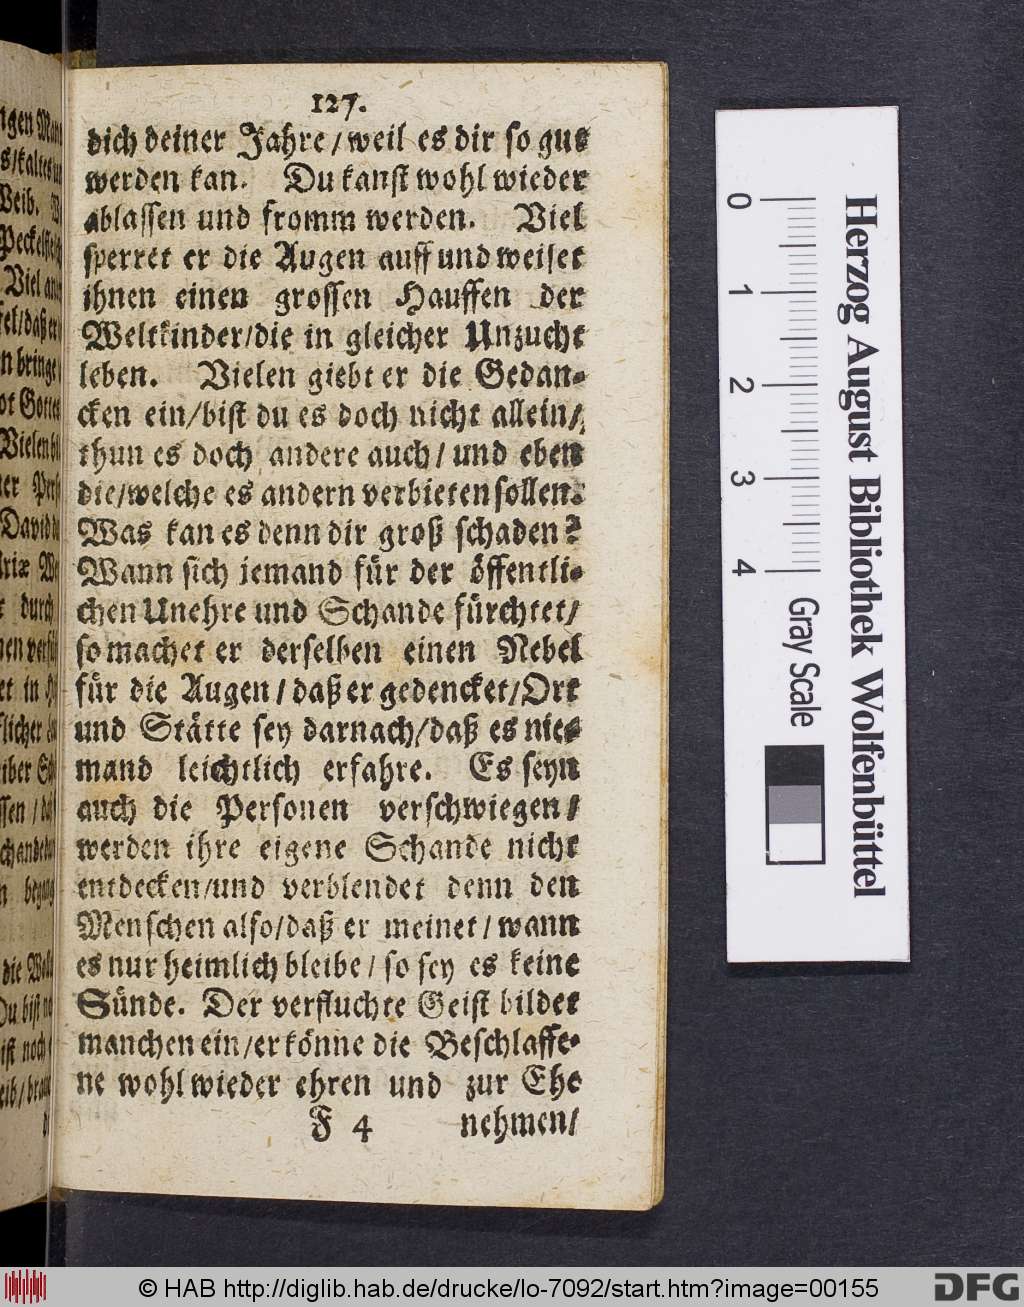 127.
dich deiner Jahre/weil es dir so gut
werden kan. Du kanst wohl wieder
ablassen und fromm werden. Viel
sperret er die Augen auff und weiset
ihnen einen grossen Hauffen der
Weltkinder/die in gleicher Unzucht
leben. Vielen giebt er die Gedan-
cken ein/bist du es doch nicht allein/
thun es doch andere auch/und eben
die/welche es andern verbieten sollen.
Was kan es denn dir groß schaden?
Wann sich jemand für der öffentli-
chen Unehre und Schande fürchtet/
so machet er derselben einen Nebel
für die Augen/daß er gedencket/Ort
und Stätte sey darnach/daß es nie-
mand leichtlich erfahre. Es seyn
auch die Personen verschwiegen/
werden ihre eigene Schande nicht
entdecken/und verblendet denn den
Menschen also/daß er meinet/wann
es nur heimlich bleibe/so sey es keine
Sünde. Der verfluchte Geist bildet
manchen ein/er könne die Beschlaffe-
ne wohl wieder ehren und zur Ehe
F 4 nehmen/
Herzog August Bibliothek Wolfenbüttel
0 1 2 3 4
Gray Scale
© HAB http://diglib.hab.de/drucke/lo-7092/start.htm?image=00155
DFG